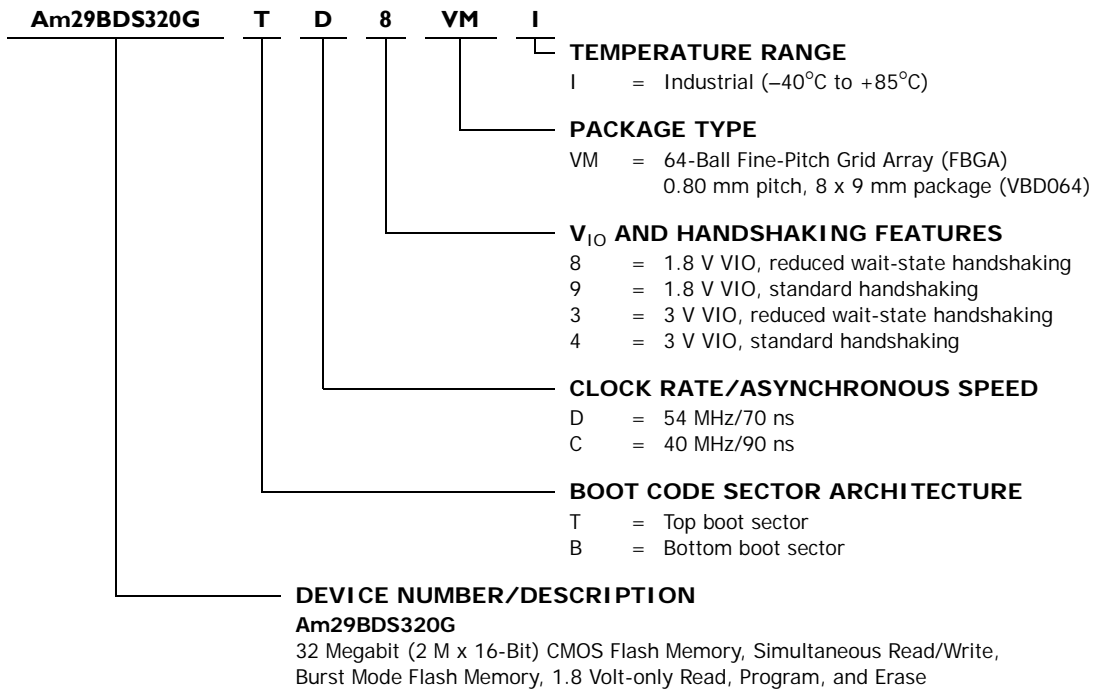 Am29BDS320G T D 8 VM I
TEMPERATURE RANGE
I = Industrial (–40°C to +85°C)
PACKAGE TYPE
VM = 64-Ball Fine-Pitch Grid Array (FBGA)
0.80 mm pitch, 8 x 9 mm package (VBD064)
VIO AND HANDSHAKING FEATURES
8 = 1.8 V VIO, reduced wait-state handshaking
9 = 1.8 V VIO, standard handshaking
3 = 3 V VIO, reduced wait-state handshaking
4 = 3 V VIO, standard handshaking
CLOCK RATE/ASYNCHRONOUS SPEED
D = 54 MHz/70 ns
C = 40 MHz/90 ns
BOOT CODE SECTOR ARCHITECTURE
T = Top boot sector
B = Bottom boot sector
DEVICE NUMBER/DESCRIPTION
Am29BDS320G
32 Megabit (2 M x 16-Bit) CMOS Flash Memory, Simultaneous Read/Write,
Burst Mode Flash Memory, 1.8 Volt-only Read, Program, and Erase